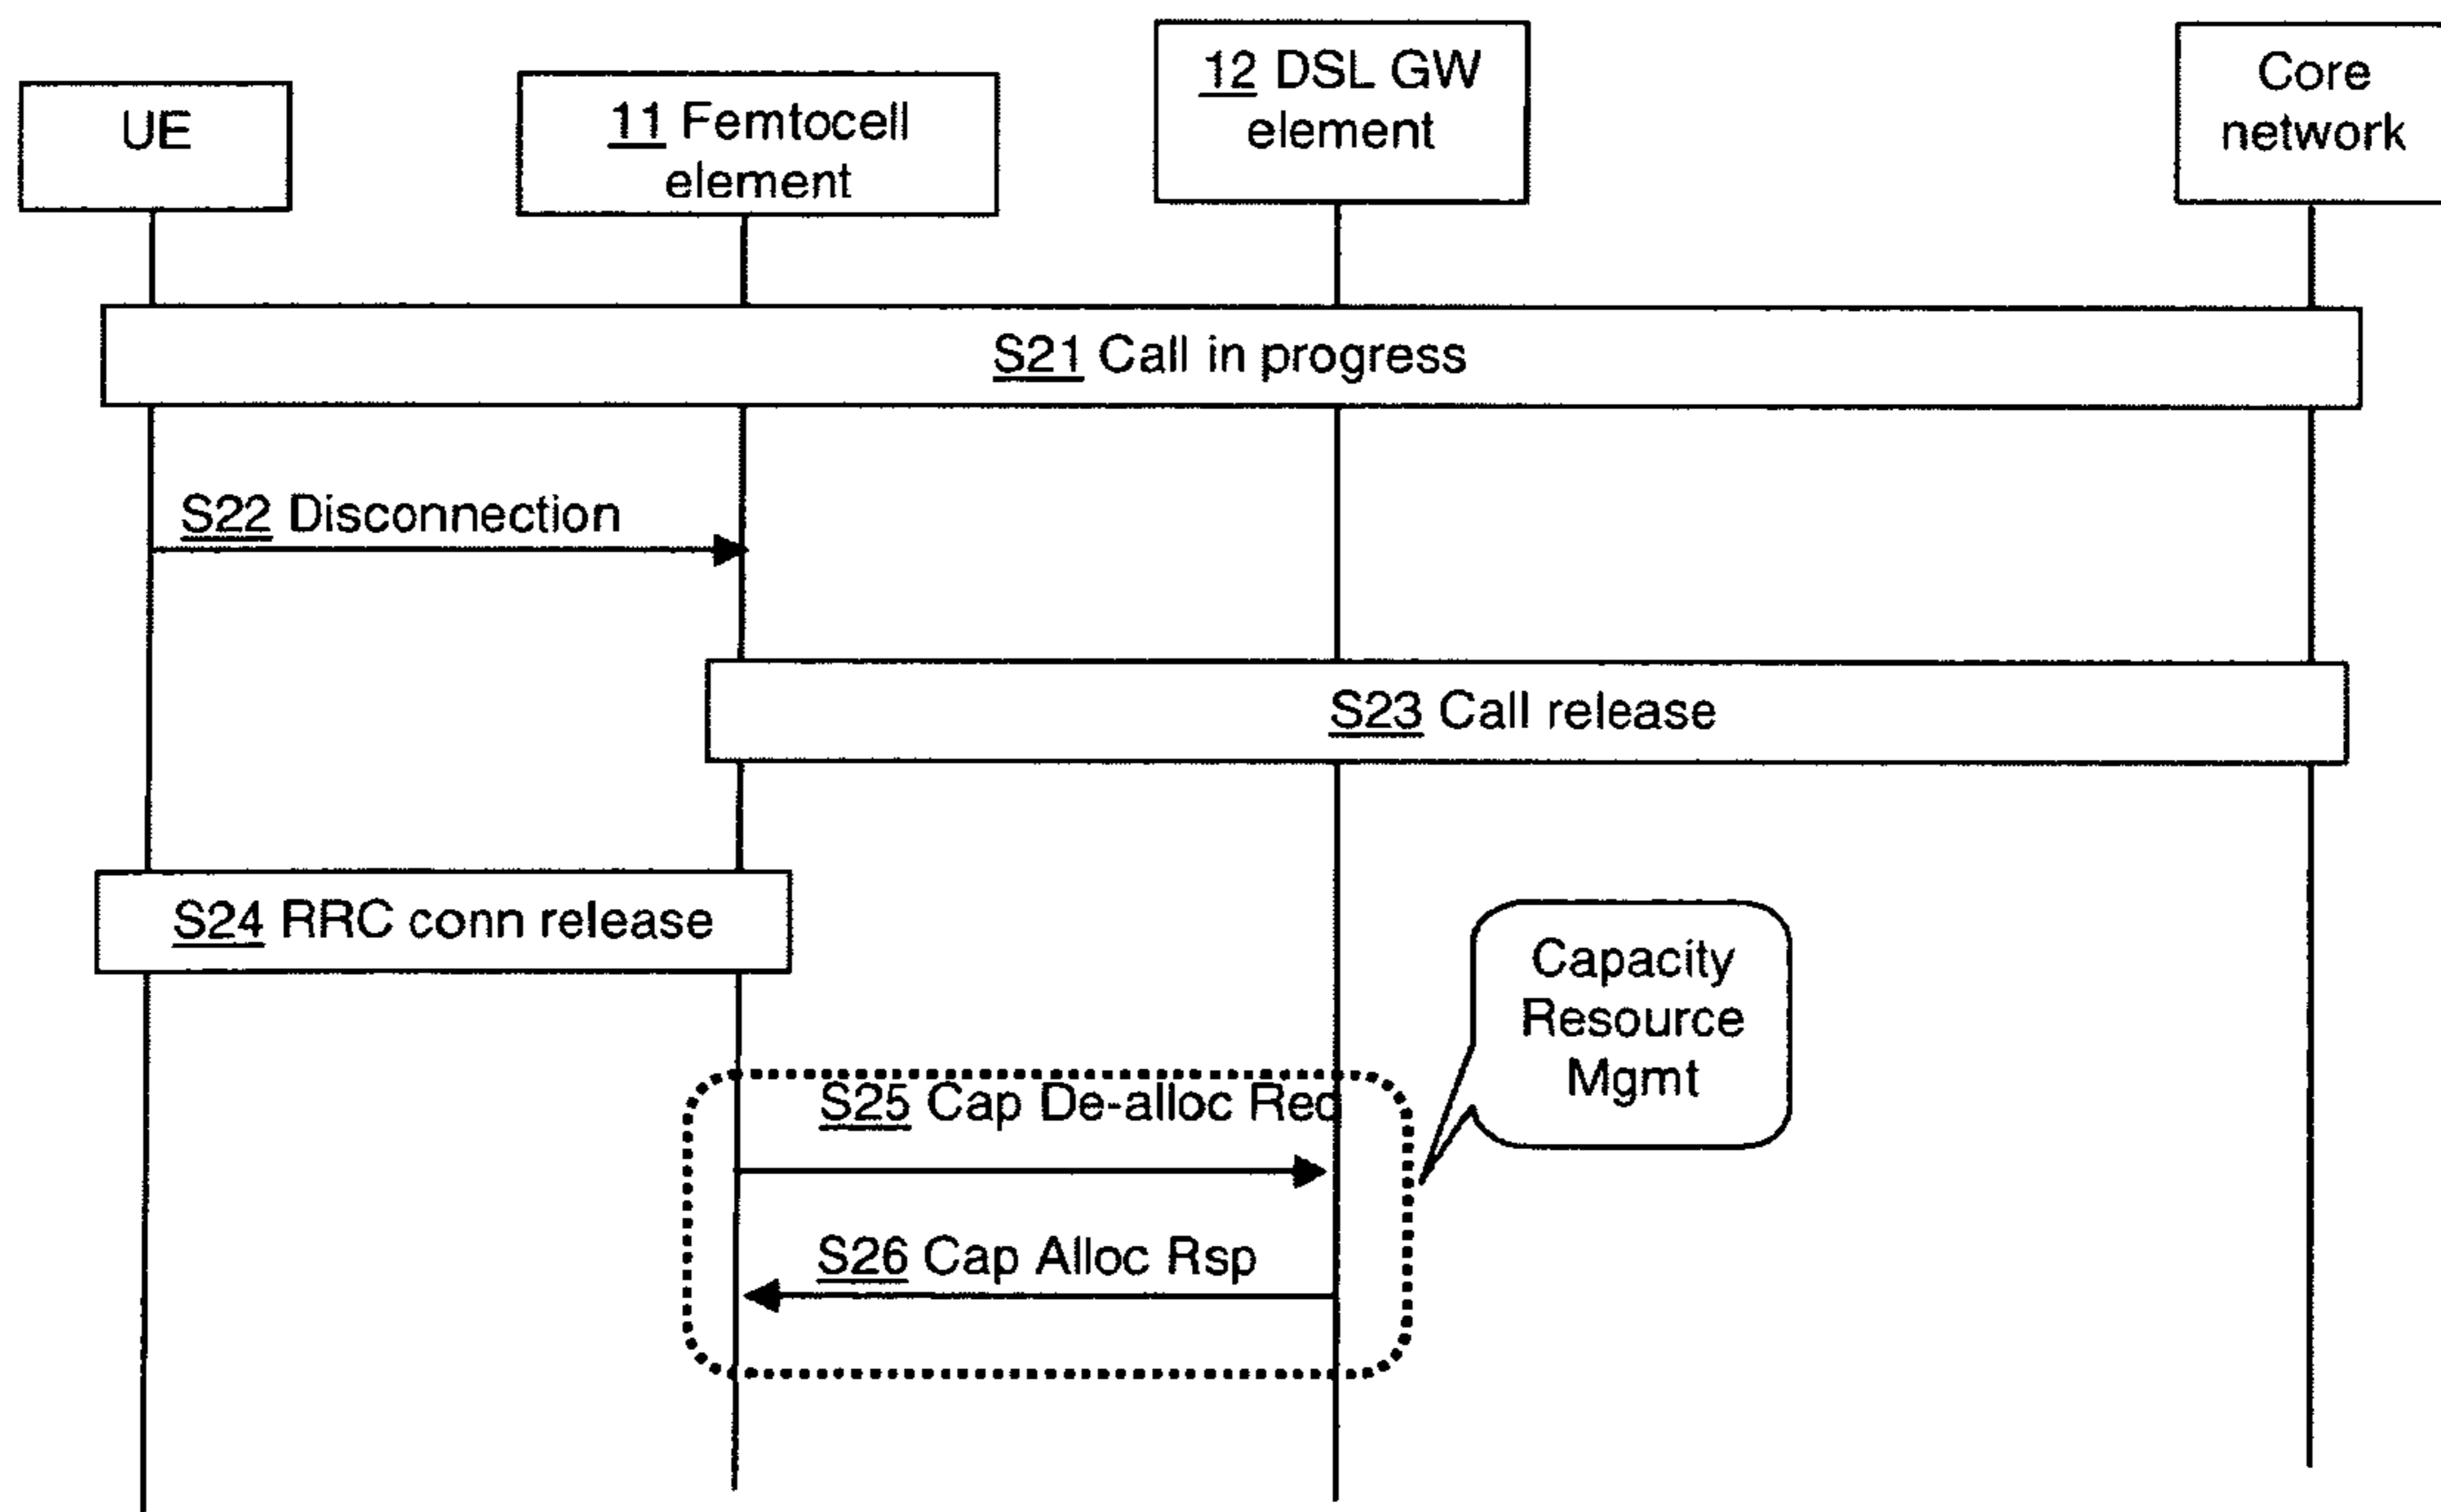 UE
11 Femtocell
element
12 DSL GW
element
Core
network
S21 Call in progress
S22 Disconnection
S23 Call release
S24 RRC conn release
Capacity
Resource
Mgmt
S25 Cap De-alloc Req
S26 Cap Alloc Rsp